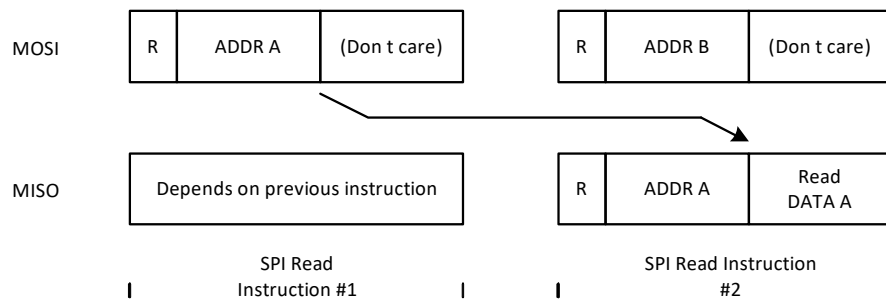 MOSI
R
ADDR A
(Don t care)
R
ADDR B
(Don t care)
MISO
Depends on previous instruction
R
ADDR A
Read
DATA A
SPI Read
Instruction #1
SPI Read Instruction
#2